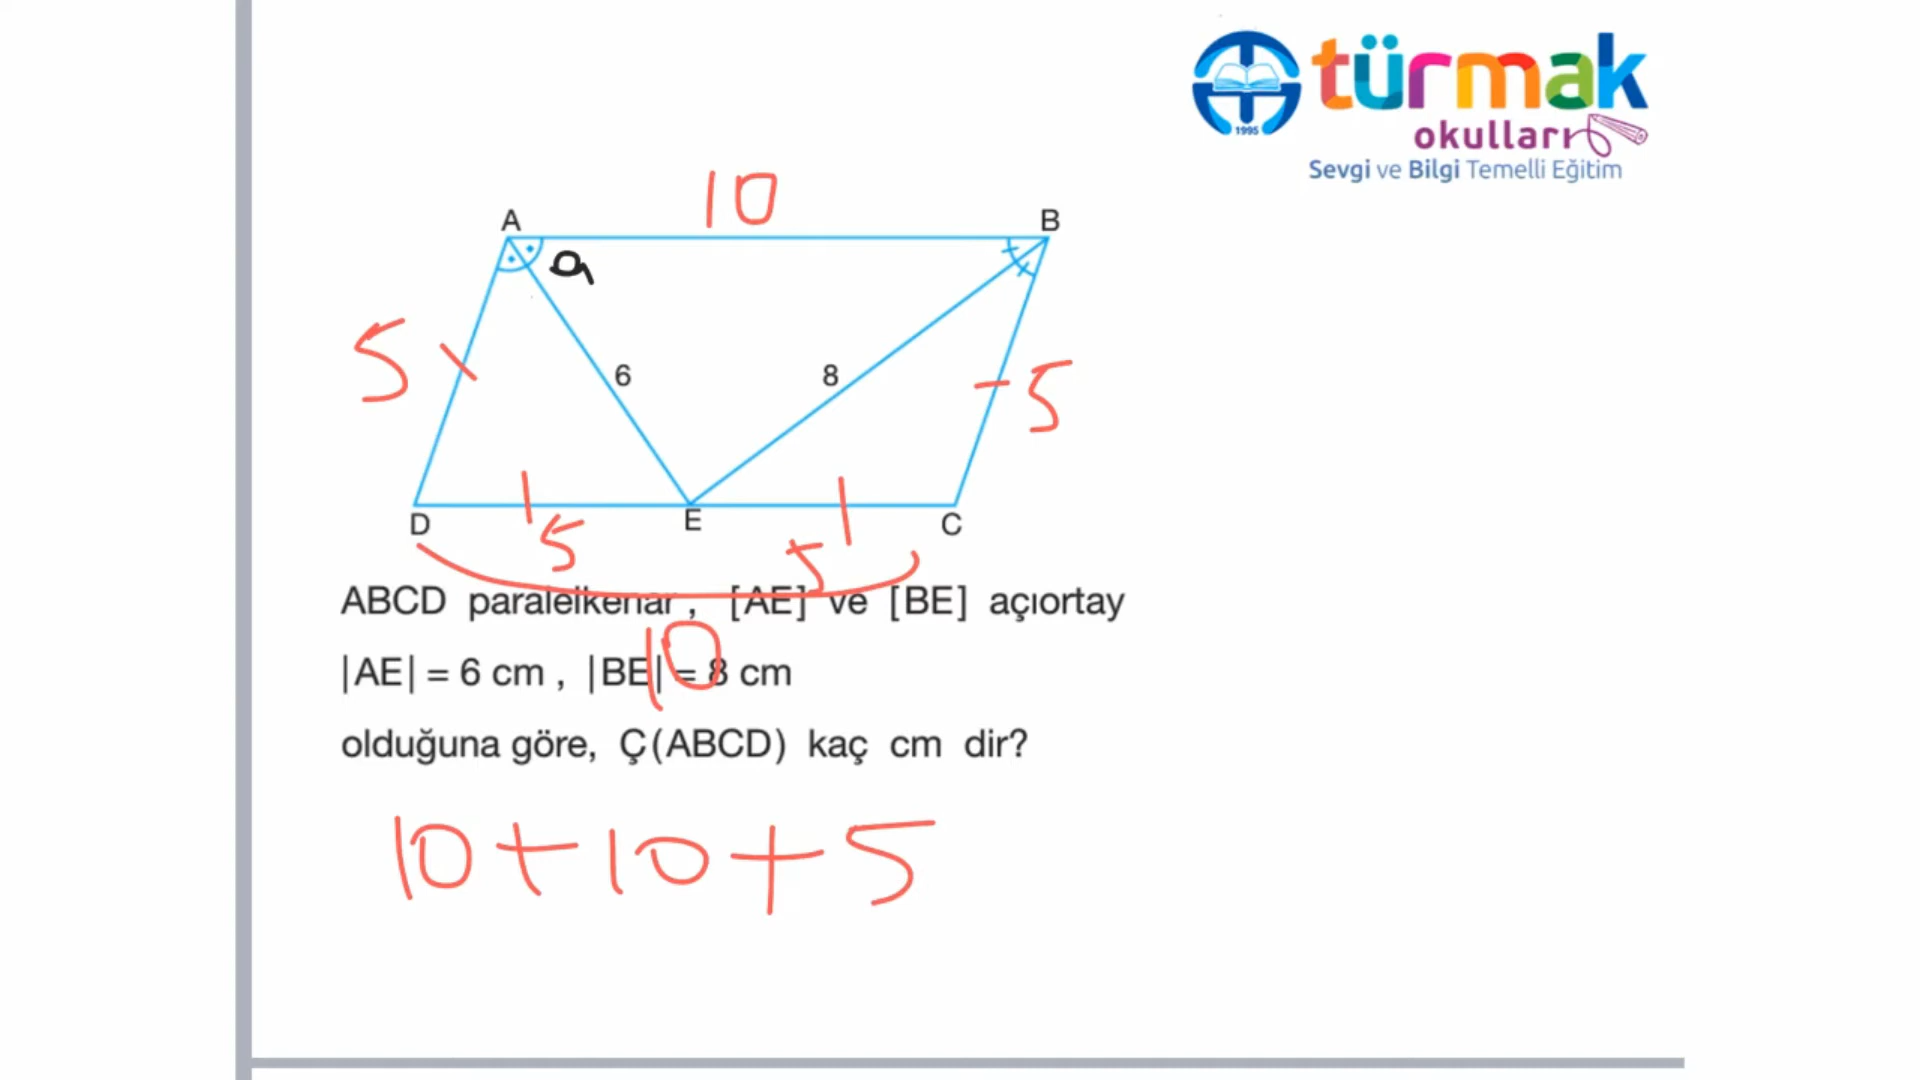 1995
türmak
okulları
Sevgi ve Bilgi Temelli Eğitim
10
A
B
a
5
6
8
5
D
E
C
5
5
ABCD paralelkenar , [AE] ve [BE] açıortay
10
|AE| = 6 cm , |BE| = 8 cm
olduğuna göre, Ç(ABCD) kaç cm dir?
10+10+5